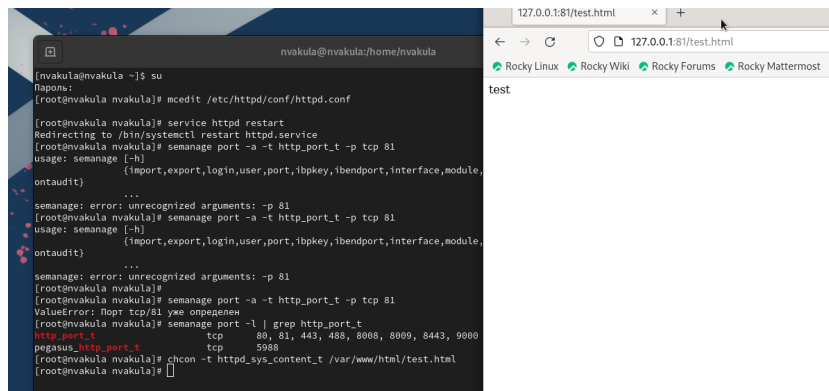 nvakula@nvakula:/home/nvakula
[nvakula@nvakula ~]$ su
Пароль:
[root@nvakula nvakula]# mcedit /etc/httpd/conf/httpd.conf
[root@nvakula nvakula]# service httpd restart
Redirecting to /bin/systemctl restart httpd.service
[root@nvakula nvakula]# semanage port -a -t http_port_t -p tcp 81
usage: semanage [-h]
{import,export,login,user,port,ibpkey,ibendport,interface,module,
ontaudit}
...
semanage: error: unrecognized arguments: -p 81
[root@nvakula nvakula]# semanage port -a -t http_port_t -p tcp 81
usage: semanage [-h]
{import,export,login,user,port,ibpkey,ibendport,interface,module,
ontaudit}
...
semanage: error: unrecognized arguments: -p 81
[root@nvakula nvakula]#
[root@nvakula nvakula]# semanage port -a -t http_port_t -p tcp 81
ValueError: Порт tcp/81 уже определен
[root@nvakula nvakula]# semanage port -l | grep http_port_t
http_port_t tcp 80, 81, 443, 488, 8008, 8009, 8443, 9000
pegasus_http_port_t tcp 5988
[root@nvakula nvakula]# chcon -t httpd_sys_content_t /var/www/html/test.html
[root@nvakula nvakula]#
127.0.0.1:81/test.html
127.0.0.1:81/test.html
Rocky Linux Rocky Wiki Rocky Forums Rocky Mattermost
test